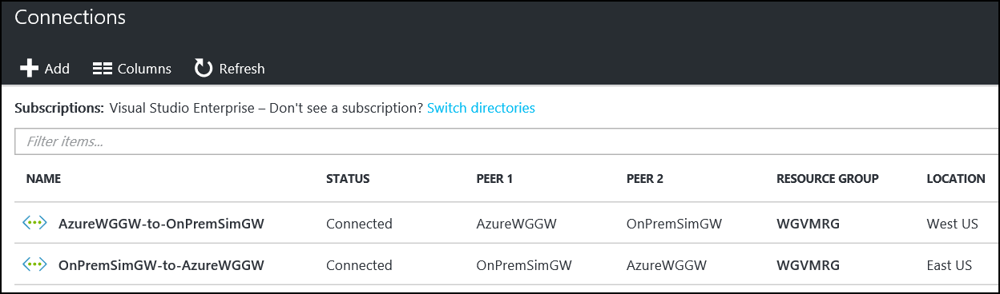 Connections
Add Columns Refresh
Subscriptions: Visual Studio Enterprise – Don't see a subscription? Switch directories
Filter items...
NAME STATUS PEER 1 PEER 2 RESOURCE GROUP LOCATION
AzureWGGW-to-OnPremSimGW Connected AzureWGGW OnPremSimGW WGVMRG West US
OnPremSimGW-to-AzureWGGW Connected OnPremSimGW AzureWGGW WGVMRG East US